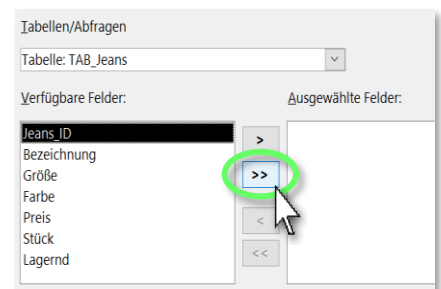 Tabellen/Abfragen
Tabelle: TAB_Jeans
Verfügbare Felder:
Ausgewählte Felder:
Jeans_ID
Bezeichnung
Größe
Farbe
Preis
Stück
Lagernd
>
>>
<
<<